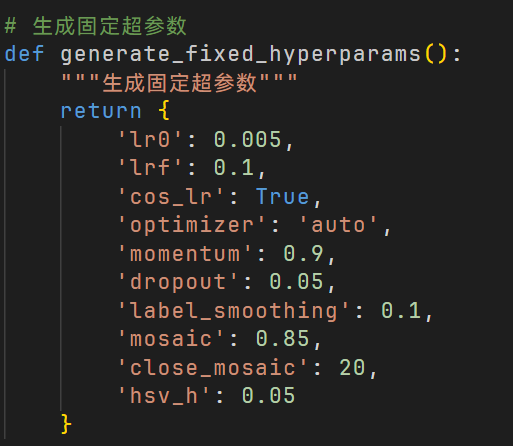 # 生成固定超参数
def generate_fixed_hyperparams():
    """生成固定超参数"""
    return {
        'lr0': 0.005,
        'lrf': 0.1,
        'cos_lr': True,
        'optimizer': 'auto',
        'momentum': 0.9,
        'dropout': 0.05,
        'label_smoothing': 0.1,
        'mosaic': 0.85,
        'close_mosaic': 20,
        'hsv_h': 0.05
    }